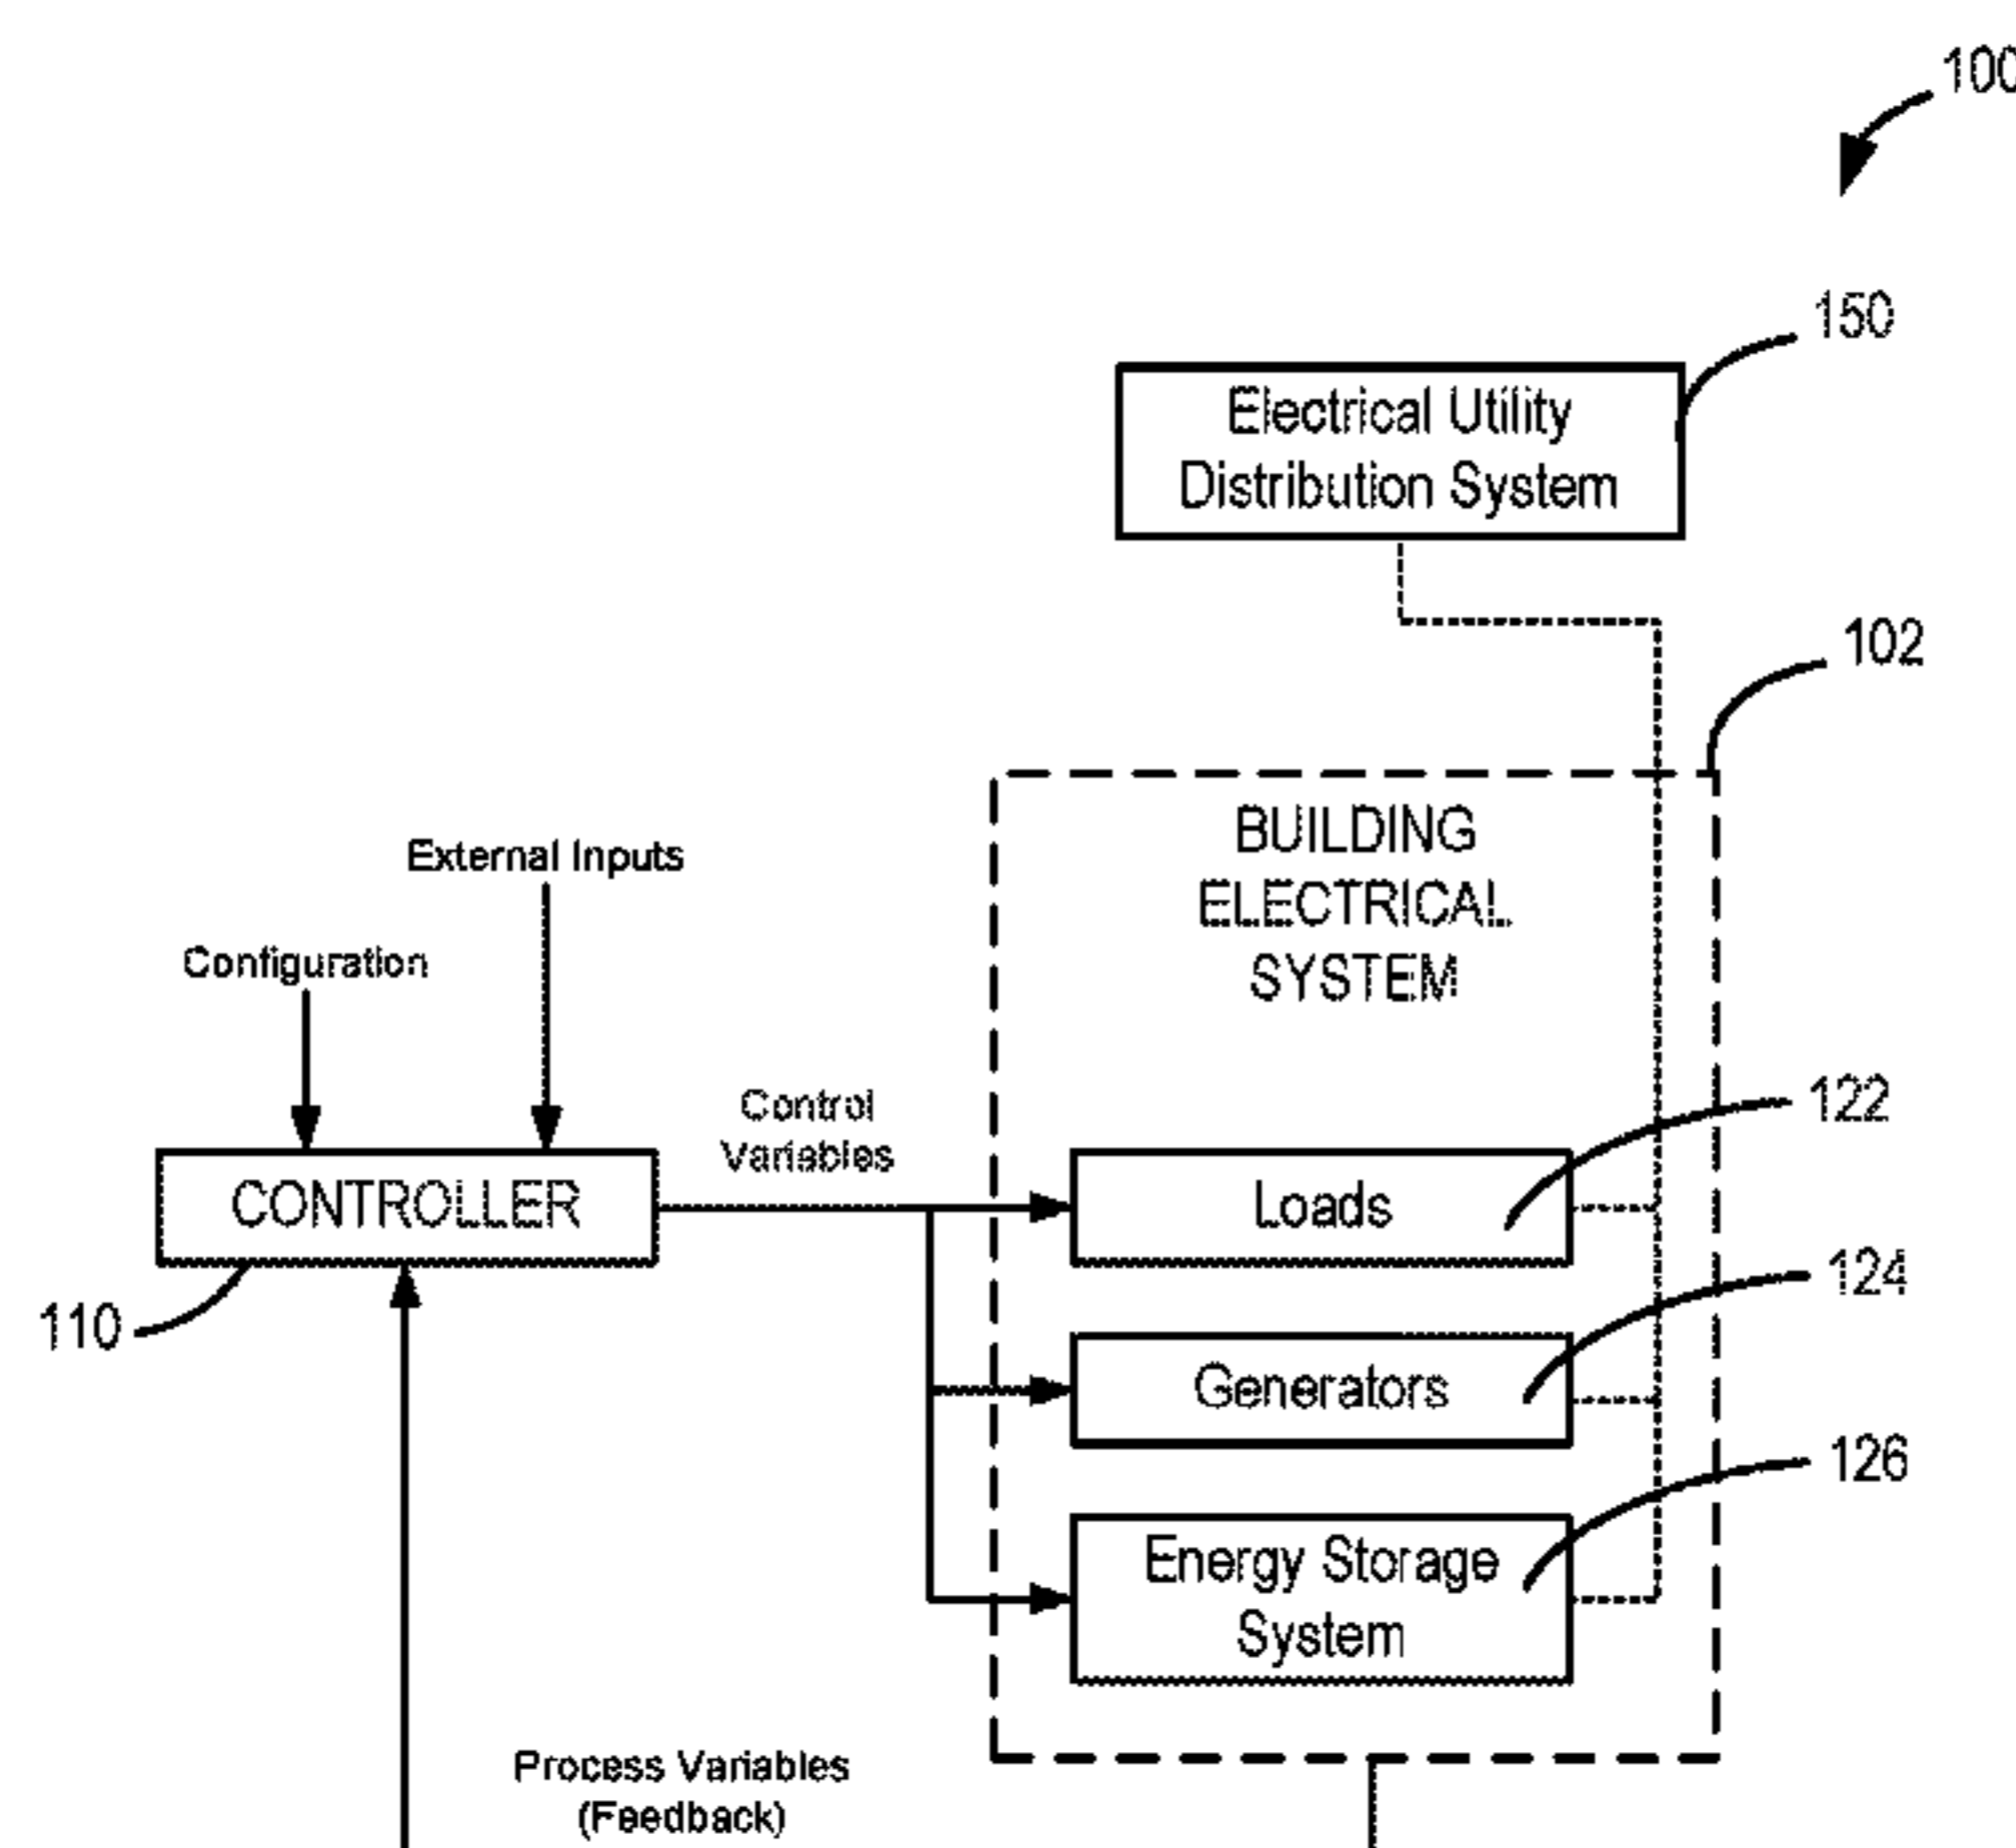 100
150
Electrical Utility
Distribution System
102
BUILDING
ELECTRICAL
SYSTEM
External Inputs
Configuration
Control
Variables
122
CONTROLLER
Loads
110
124
Generators
126
Energy Storage
System
Process Variables
(Feedback)